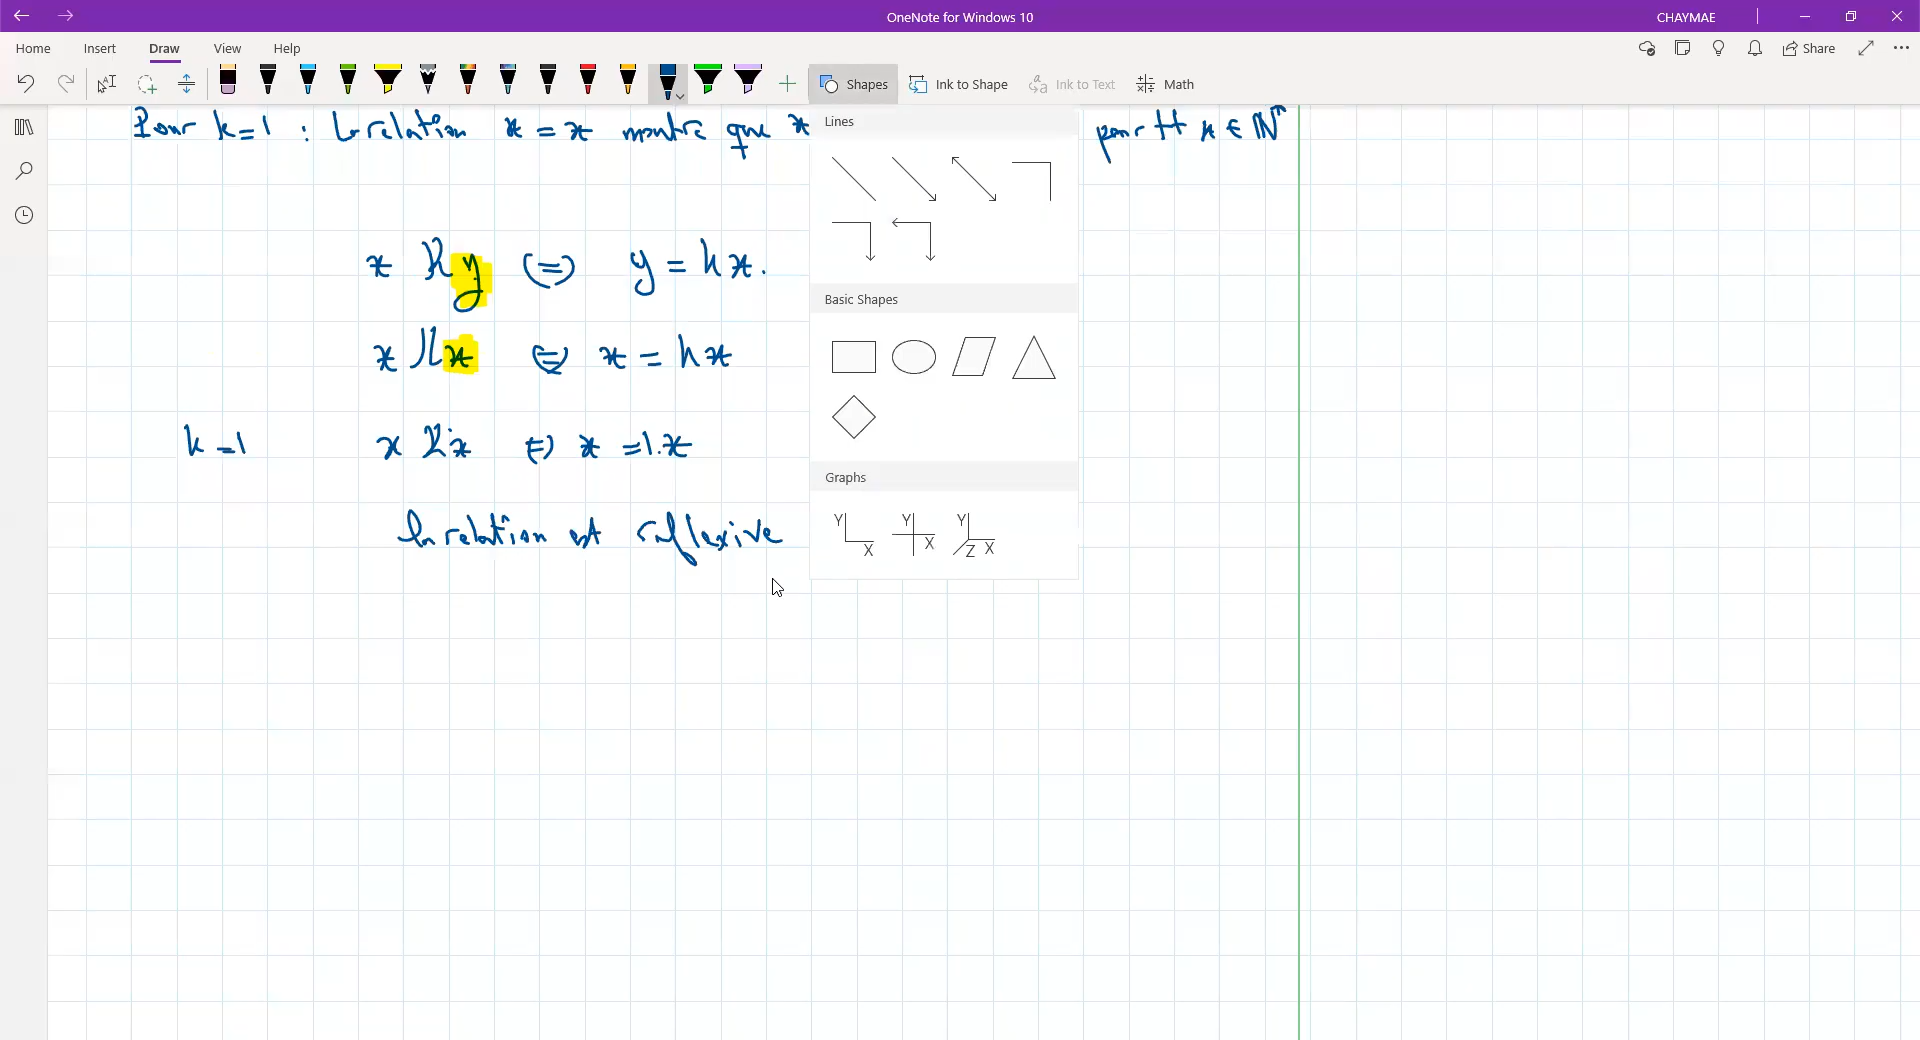 OneNote for Windows 10
CHAYMAE
Home Insert Draw View Help
Share
Shapes Ink to Shape Ink to Text Math
Pour k=1 : la relation x = x montre que x
pour tt x ∈ ℕ*
Lines
x R y ⇔ y = kx.
x R x ⇔ x = kx
k=1 x R x ⇔ x = 1.x
la relation est réflexive
Basic Shapes
Graphs
Y X
Y X
Y Z X